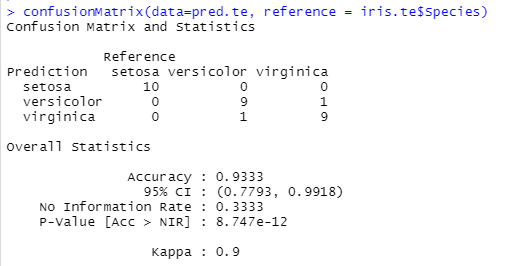 > confusionMatrix(data=pred.te, reference = iris.te$Species)
Confusion Matrix and Statistics
Reference
Prediction setosa versicolor virginica
setosa 10 0 0
versicolor 0 9 1
virginica 0 1 9
Overall Statistics
Accuracy : 0.9333
95% CI : (0.7793, 0.9918)
No Information Rate : 0.3333
P-Value [Acc > NIR] : 8.747e-12
Kappa : 0.9